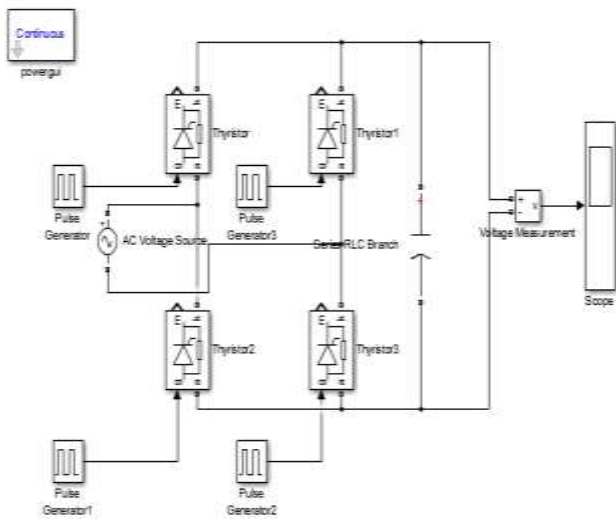 Continuous
powergui
E
Thyristor
E
Thyristor1
Pulse
Generator
AC Voltage Source
Pulse
Generator3
Series RLC Branch
+
-
v
Voltage Measurement
Scope
E
Thyristor2
E
Thyristor3
Pulse
Generator1
Pulse
Generator2